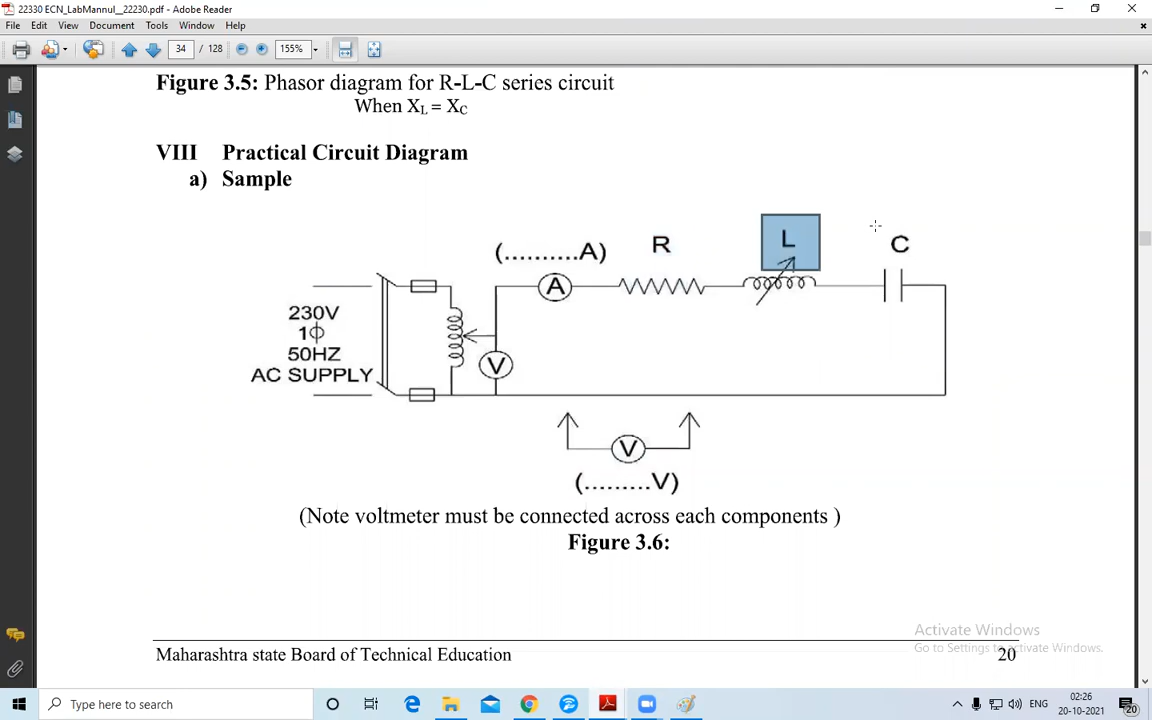 22330 ECN_LabMannul__22230.pdf - Adobe Reader
File Edit View Document Tools Window Help
34 / 128 155%
Figure 3.5: Phasor diagram for R-L-C series circuit
When XL = XC
VIII Practical Circuit Diagram
a) Sample
(..........A) R L C
A
230V
1ϕ
50HZ
AC SUPPLY
V
V
(.........V)
(Note voltmeter must be connected across each components )
Figure 3.6:
Activate Windows
Go to Settings to activate Windows.
Maharashtra state Board of Technical Education 20
Type here to search
ENG
02:26
20-10-2021
20